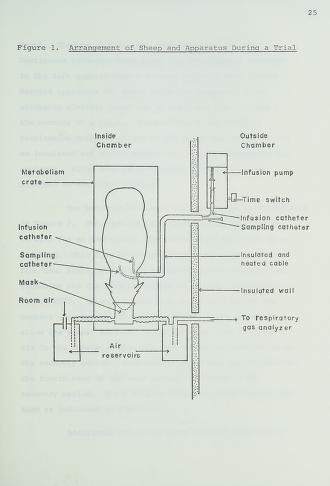 25
Figure 1. Arrangement of Sheep and Apparatus During a Trial
Inside
Chamber
Outside
Chamber
Metabolism
crate
Infusion pump
Time switch
Infusion catheter
Sampling catheter
Infusion
catheter
Sampling
catheter
Insulated and
heated cable
Mask
Insulated wall
Room air
To respiratory
gas analyzer
Air
reservoirs